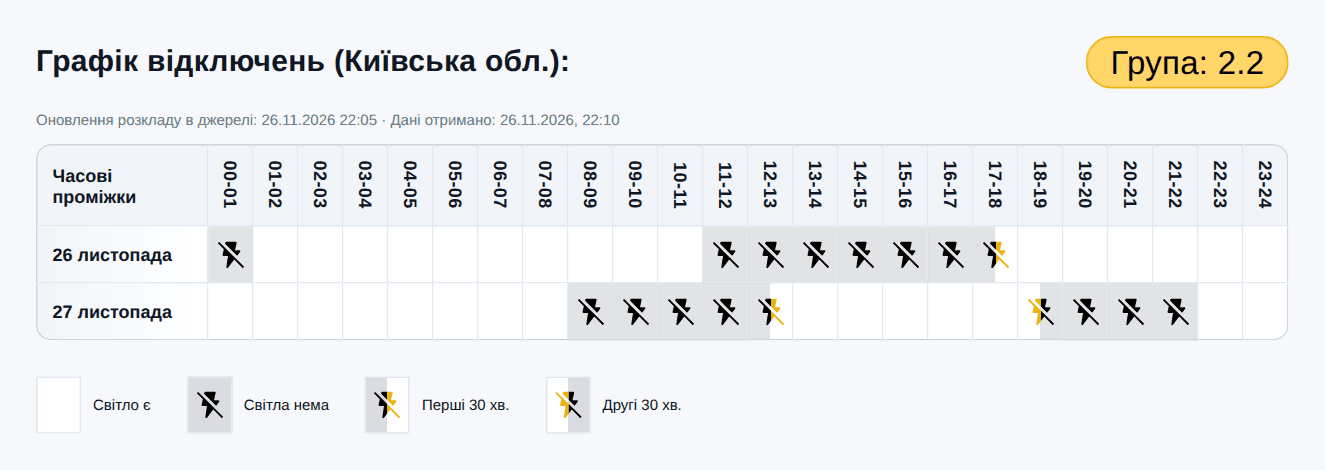 Графік відключень (Київська обл.):
Група: 2.2
Оновлення розкладу в джерелі: 26.11.2026 22:05 · Дані отримано: 26.11.2026, 22:10
Часові
проміжки
00-01
01-02
02-03
03-04
04-05
05-06
06-07
07-08
08-09
09-10
10-11
11-12
12-13
13-14
14-15
15-16
16-17
17-18
18-19
19-20
20-21
21-22
22-23
23-24
26 листопада
27 листопада
Світло є
Світла нема
Перші 30 хв.
Другі 30 хв.